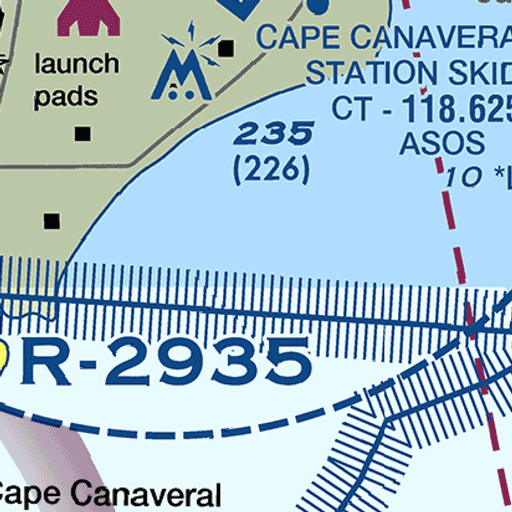 CAPE CANAVERA
launch
pads
STATION SKID
CT - 118.625
235
(226)
ASOS
10 *L
R-2935
Cape Canaveral